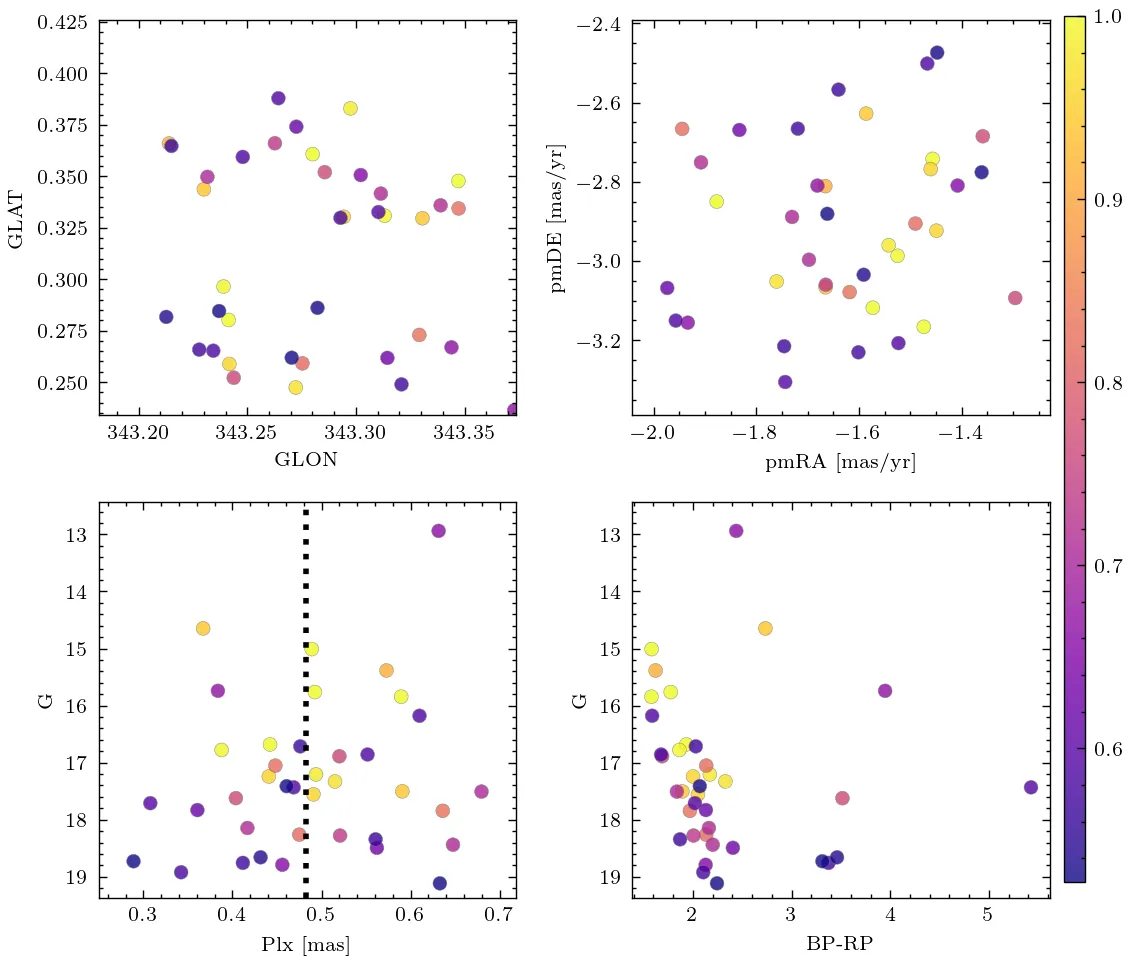 0.425
0.400
0.375
0.350
0.325
0.300
0.275
0.250
GLAT
343.20 343.25 343.30 343.35
GLON
−2.4
−2.6
−2.8
−3.0
−3.2
pmDE [mas/yr]
−2.0 −1.8 −1.6 −1.4
pmRA [mas/yr]
1.0
0.9
0.8
0.7
0.6
13
14
15
16
17
18
19
G
0.3 0.4 0.5 0.6 0.7
Plx [mas]
13
14
15
16
17
18
19
G
2 3 4 5
BP-RP